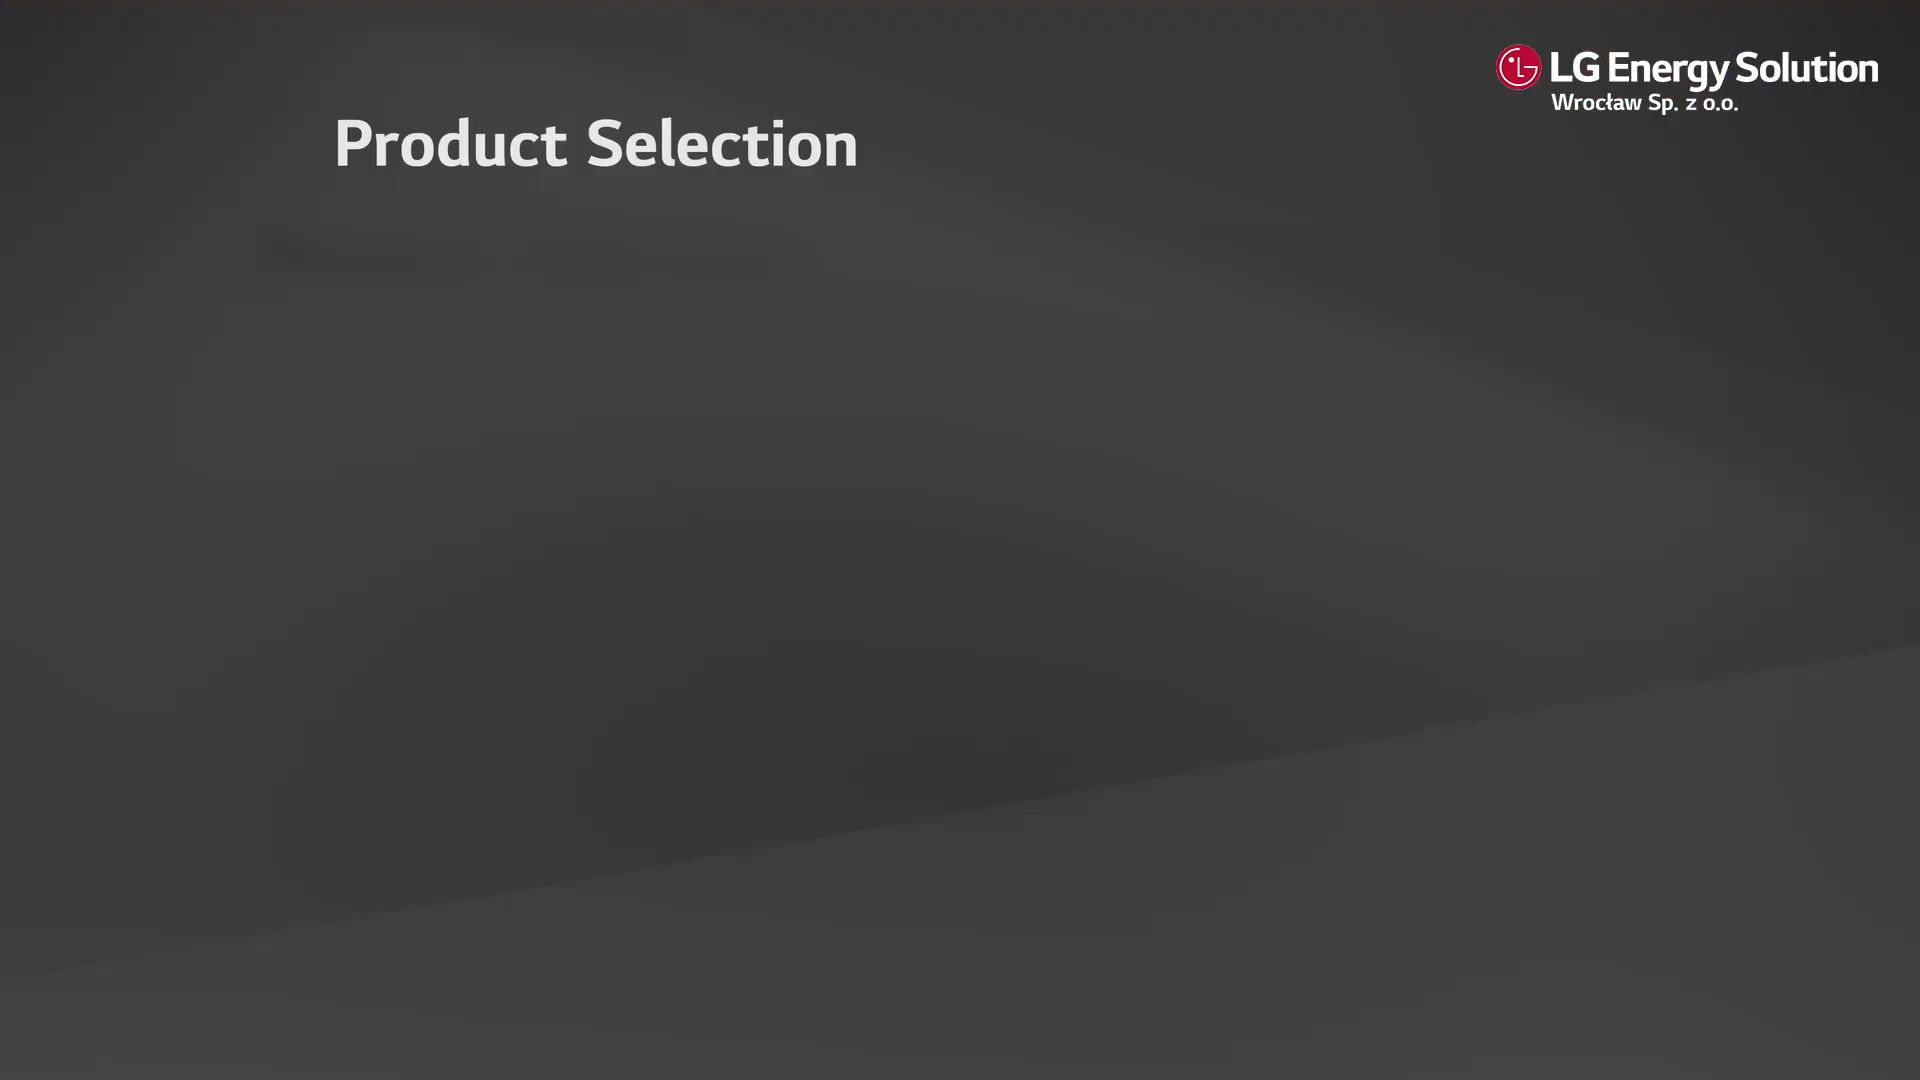 LG Energy Solution
Wrocław Sp. z o.o.
Product Selection